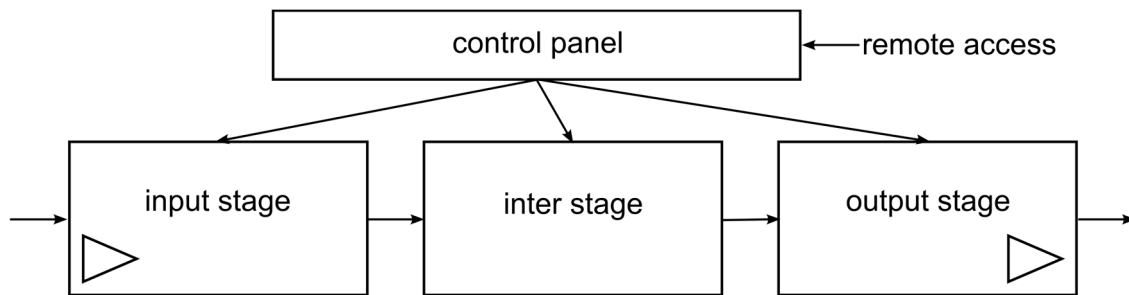 control panel
remote access
input stage
inter stage
output stage